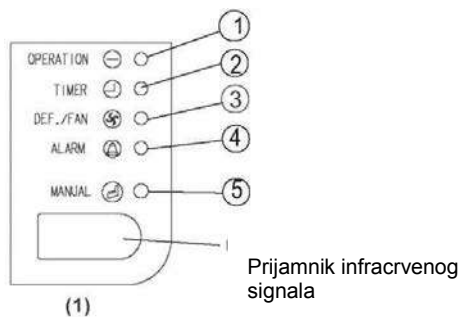 1
OPERATION
2
TIMER
3
DEF./FAN
4
ALARM
5
MANUAL
Prijamnik infracrvenog
signala
(1)